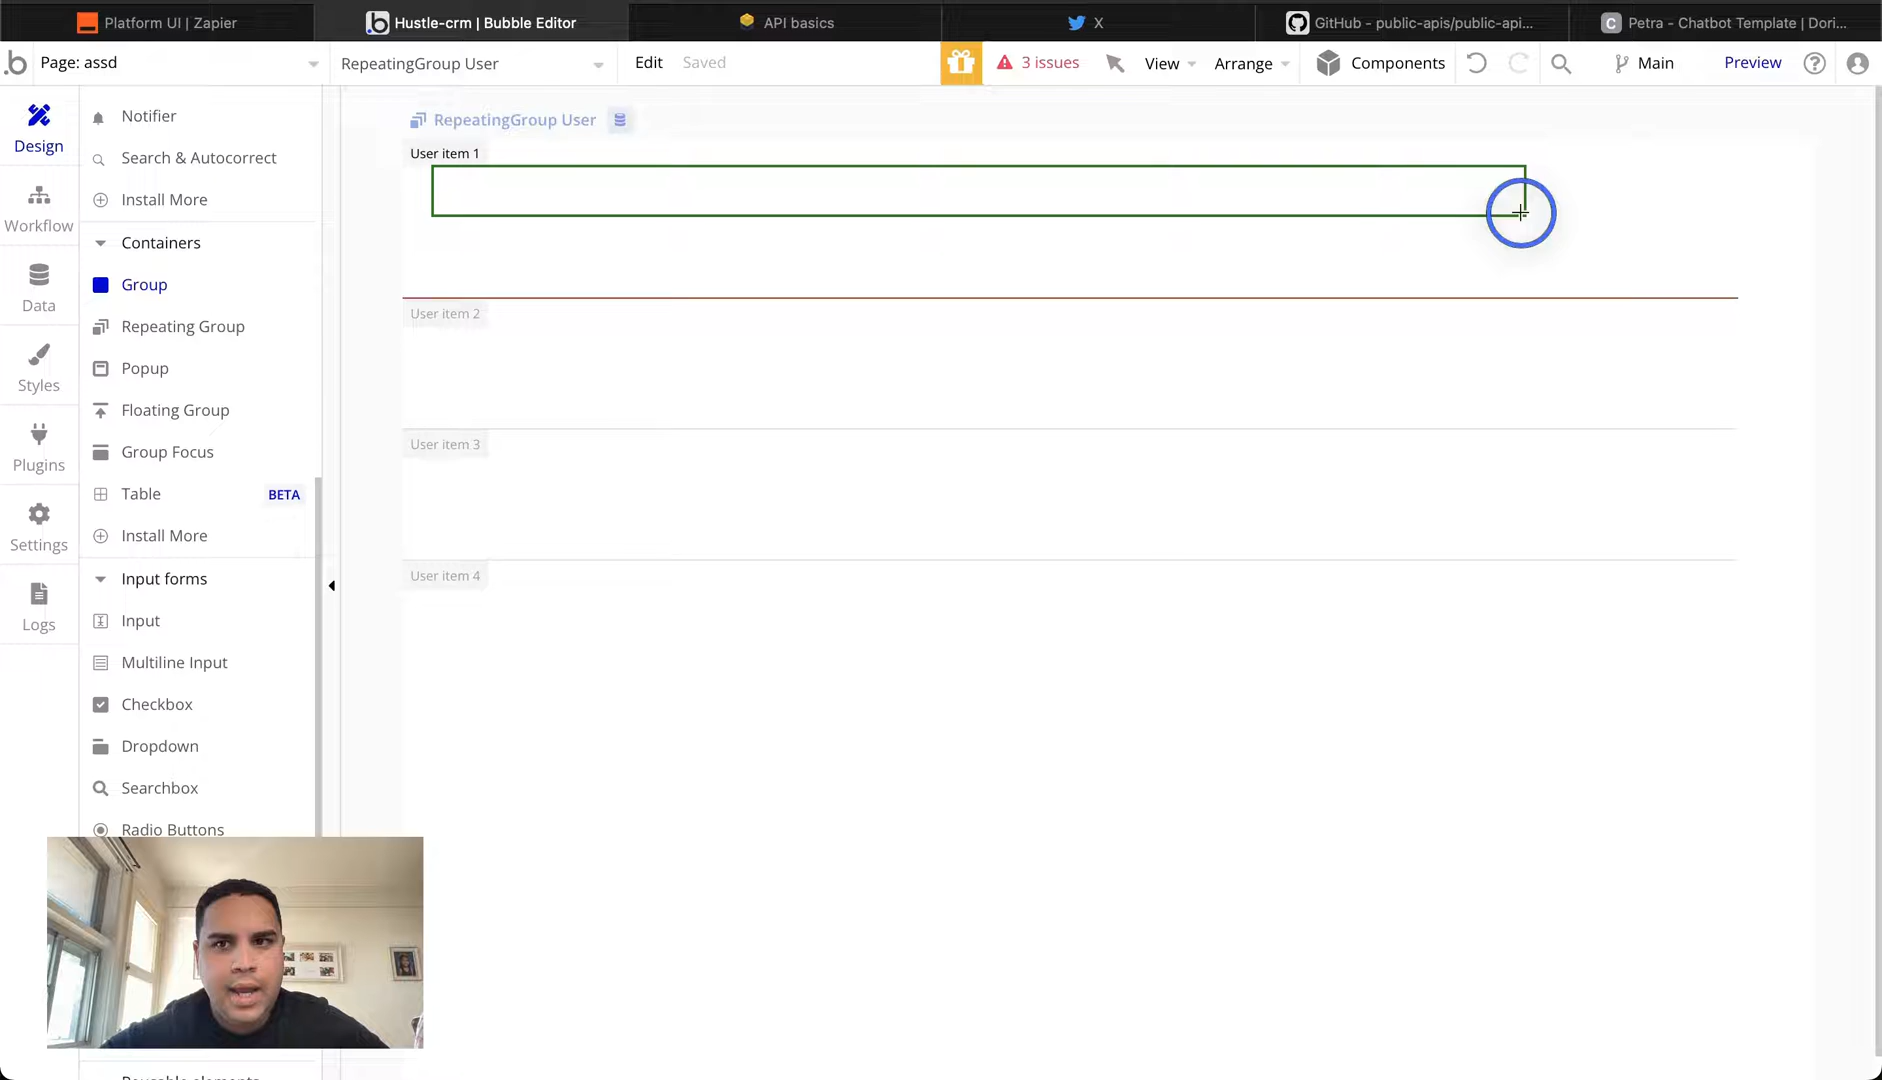 Platform UI | Zapier
Hustle-crm | Bubble Editor
API basics
X
GitHub - public-apis/public-api...
Petra - Chatbot Template | Dori...
Page: assd
RepeatingGroup User
Edit
Saved
3 issues
View
Arrange
Components
Main
Preview
Design
Workflow
Data
Styles
Plugins
Settings
Logs
Notifier
Search & Autocorrect
Install More
Containers
Group
Repeating Group
Popup
Floating Group
Group Focus
Table BETA
Install More
Input forms
Input
Multiline Input
Checkbox
Dropdown
Searchbox
Radio Buttons
RepeatingGroup User
User item 1
User item 2
User item 3
User item 4